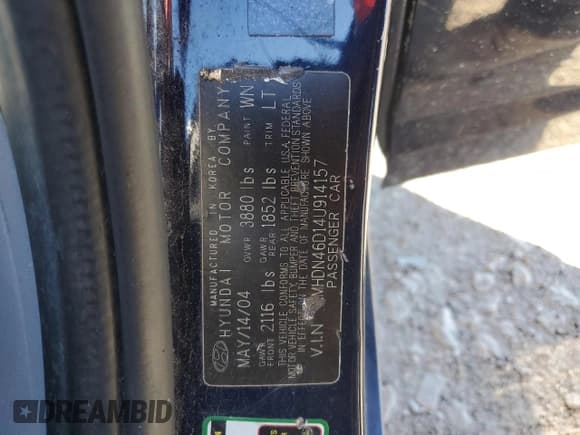 MANUFACTURED IN KOREA BY
HYUNDAI MOTOR COMPANY
MAY/14/04 GVWR 3880 lbs PAINT WN
GAWR FRONT 2116 lbs GAWR REAR 1852 lbs TRIM LT
THIS VEHICLE CONFORMS TO ALL APPLICABLE U.S.A. FEDERAL
MOTOR VEHICLE SAFETY BUMPER AND THEFT PREVENTION STANDARDS
IN EFFECT THE DATE OF MANUFACTURE SHOWN ABOVE
V.I.N MHDN46D14U914157
PASSENGER CAR
DREAMBID